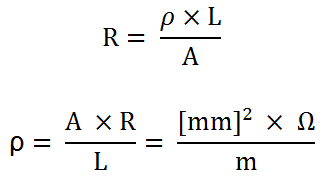 R = ρ × L / A
ρ = A × R / L = [mm]² × Ω / m